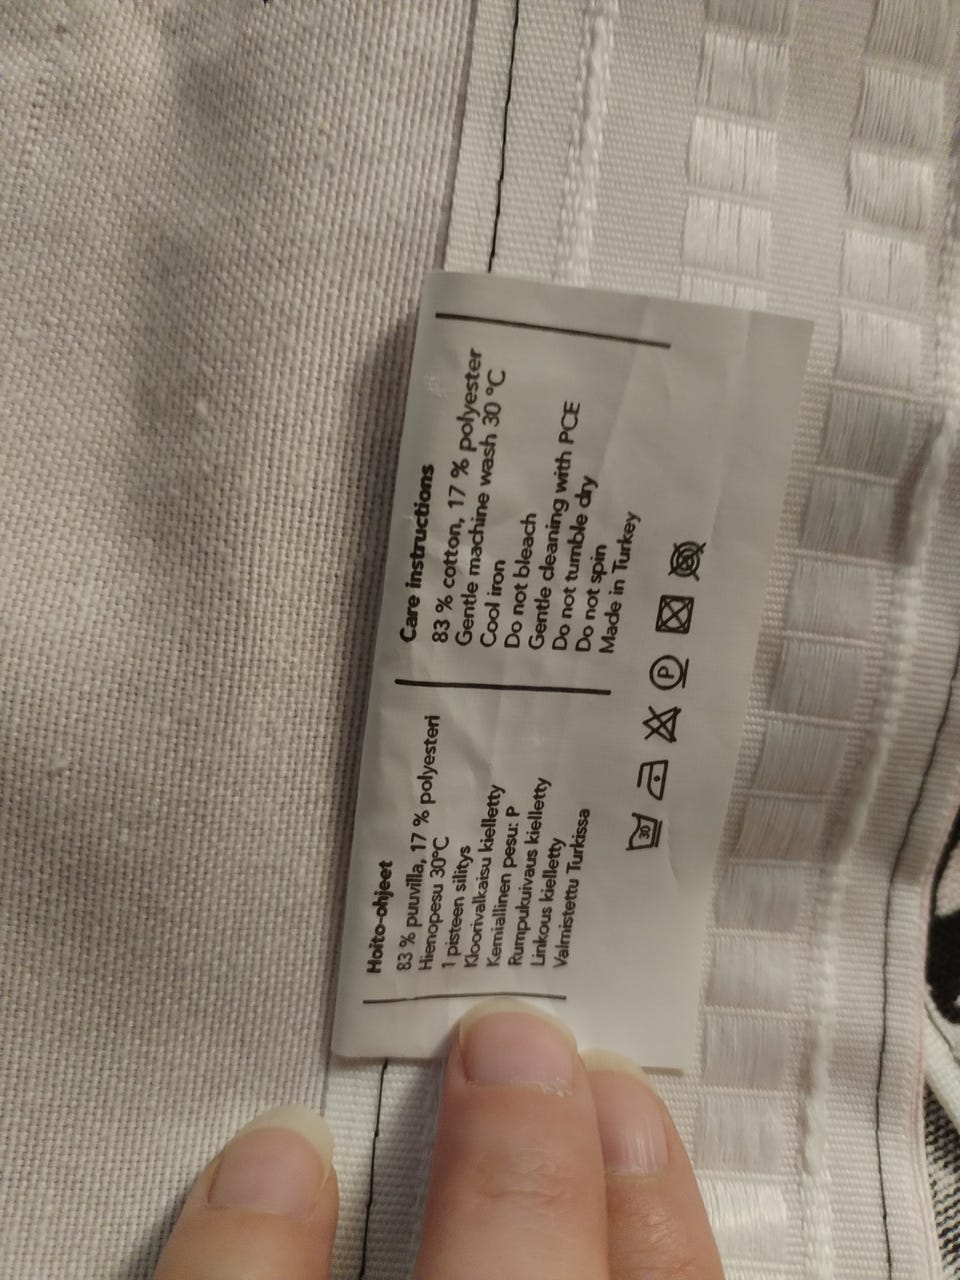 Hoito-ohjeet
83 % puuvilla, 17 % polyesteri
Hienopesu 30°C
1 pisteen silitys
Kloorivalkaisu kielletty
Kemiallinen pesu: P
Rumpukuivaus kielletty
Linkous kielletty
Valmistettu Turkissa
Care instructions
83 % cotton, 17 % polyester
Gentle machine wash 30 °C
Cool iron
Do not bleach
Gentle cleaning with PCE
Do not tumble dry
Do not spin
Made in Turkey
30 P